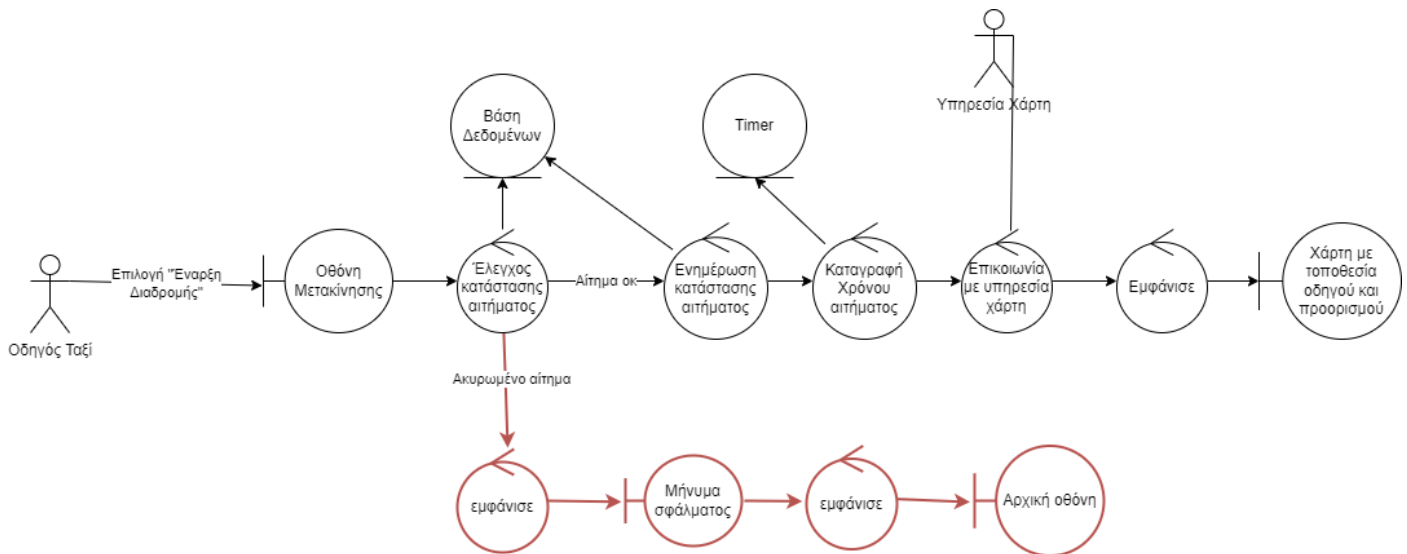 Υπηρεσία Χάρτη
Βάση
Δεδομένων
Timer
Οδηγός Ταξί
Επιλογή "Έναρξη
Διαδρομής"
Οθόνη
Μετακίνησης
Έλεγχος
κατάστασης
αιτήματος
Αίτημα οκ
Ενημέρωση
κατάστασης
αιτήματος
Καταγραφή
Χρόνου
αιτήματος
Επικοιωνία
με υπηρεσία
χάρτη
Εμφάνισε
Χάρτη με
τοποθεσία
οδηγού και
προορισμού
Ακυρωμένο αίτημα
εμφάνισε
Μήνυμα
σφάλματος
εμφάνισε
Αρχική οθόνη